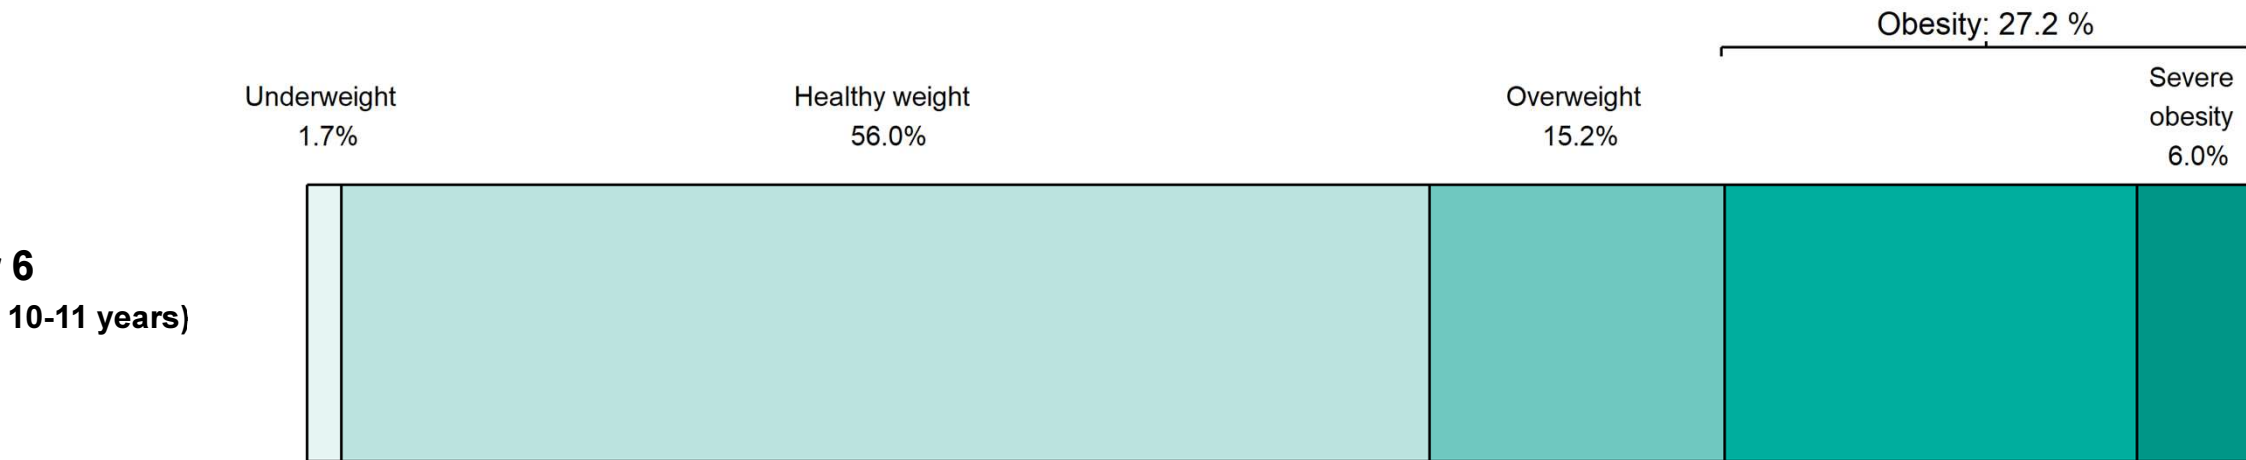 Obesity: 27.2 %
Underweight
1.7%
Healthy weight
56.0%
Overweight
15.2%
Severe
obesity
6.0%
6
10-11 years)